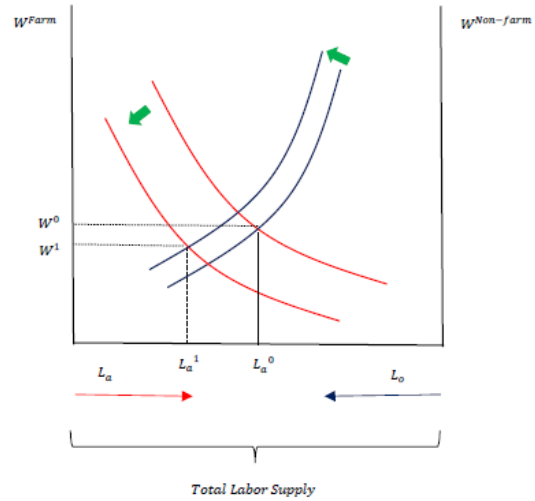 W^Farm
W^Non-farm
W^0
W^1
L_a^1
L_a^0
L_a
L_o
Total Labor Supply